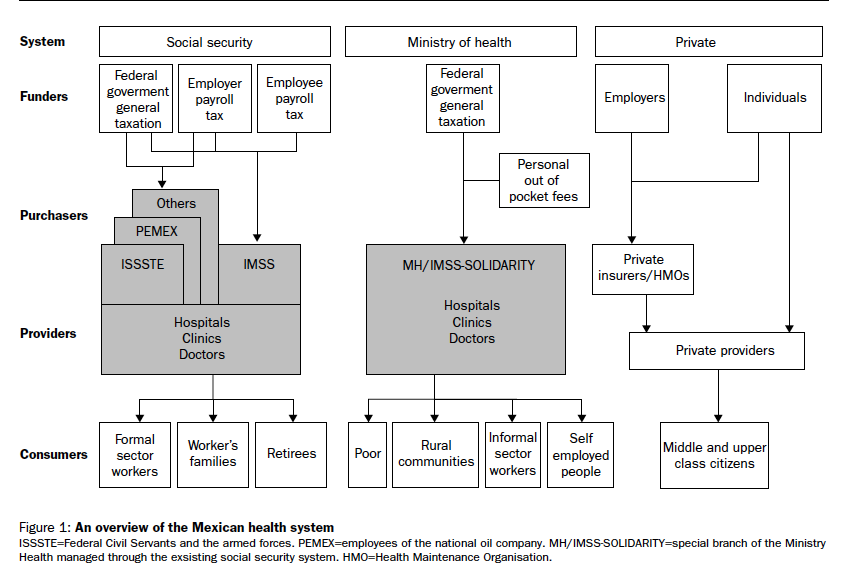 System
Social security
Ministry of health
Private
Funders
Federal
goverment
general
taxation
Employer
payroll
tax
Employee
payroll
tax
Federal
goverment
general
taxation
Employers
Individuals
Personal
out of
pocket fees
Purchasers
Others
PEMEX
ISSSTE
IMSS
MH/IMSS-SOLIDARITY
Private
insurers/HMOs
Providers
Hospitals
Clinics
Doctors
Hospitals
Clinics
Doctors
Private providers
Consumers
Formal
sector
workers
Worker's
families
Retirees
Poor
Rural
communities
Informal
sector
workers
Self
employed
people
Middle and upper
class citizens
Figure 1: An overview of the Mexican health system
ISSSTE=Federal Civil Servants and the armed forces. PEMEX=employees of the national oil company. MH/IMSS-SOLIDARITY=special branch of the Ministry
Health managed through the exsisting social security system. HMO=Health Maintenance Organisation.